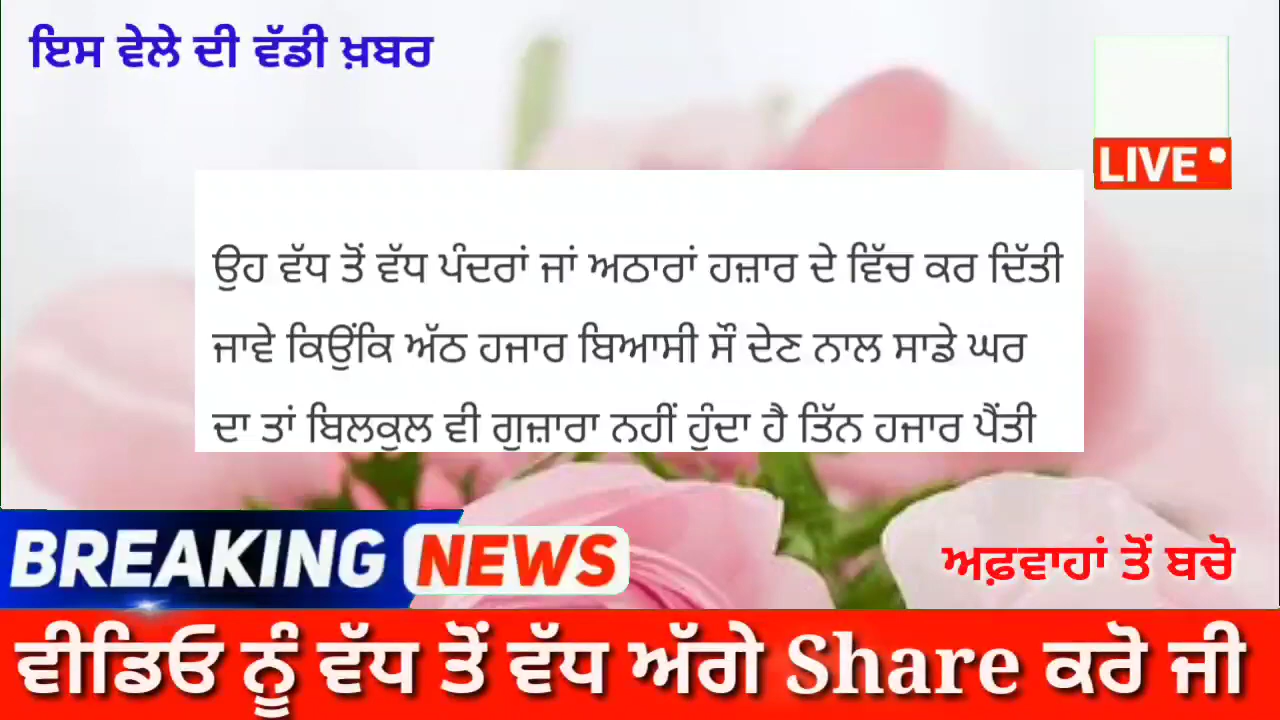 ਇਸ ਵੇਲੇ ਦੀ ਵੱਡੀ ਖ਼ਬਰ
LIVE
ਉਹ ਵੱਧ ਤੋਂ ਵੱਧ ਪੰਦਰਾਂ ਜਾਂ ਅਠਾਰਾਂ ਹਜ਼ਾਰ ਦੇ ਵਿੱਚ ਕਰ ਦਿੱਤੀ
ਜਾਵੇ ਕਿਉਂਕਿ ਅੱਠ ਹਜਾਰ ਬਿਆਸੀ ਸੌ ਦੇਣ ਨਾਲ ਸਾਡੇ ਘਰ
ਦਾ ਤਾਂ ਬਿਲਕੁਲ ਵੀ ਗੁਜ਼ਾਰਾ ਨਹੀਂ ਹੁੰਦਾ ਹੈ ਤਿੰਨ ਹਜਾਰ ਪੈਂਤੀ
BREAKING NEWS
ਅਫ਼ਵਾਹਾਂ ਤੋਂ ਬਚੋ
ਵੀਡਿਓ ਨੂੰ ਵੱਧ ਤੋਂ ਵੱਧ ਅੱਗੇ Share ਕਰੋ ਜੀ